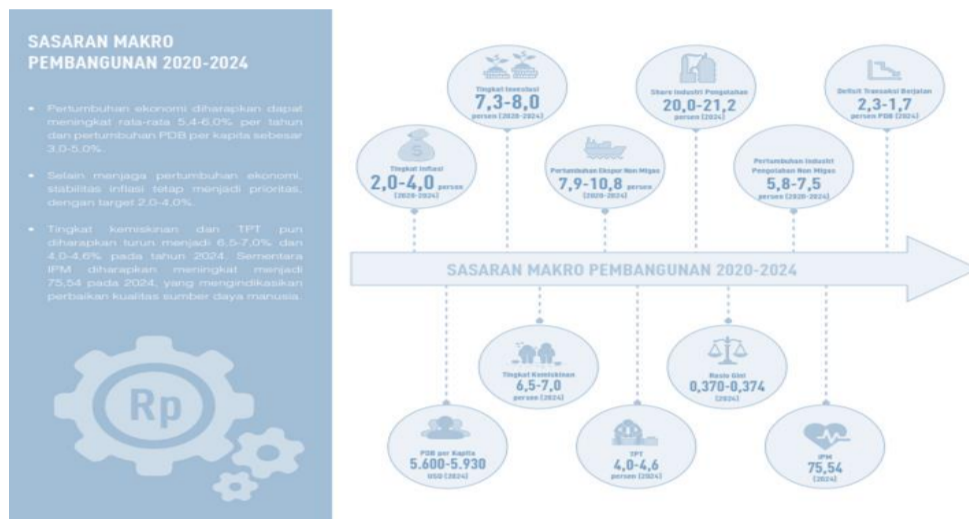 SASARAN MAKRO
PEMBANGUNAN 2020-2024
• Pertumbuhan ekonomi diharapkan dapat
meningkat rata-rata 5,4-6,0% per tahun
dan pertumbuhan PDB per kapita sebesar
3,0-5,0%.
• Selain menjaga pertumbuhan ekonomi,
stabilitas inflasi tetap menjadi prioritas,
dengan target 2,0-4,0%.
• Tingkat kemiskinan dan TPT pun
diharapkan turun menjadi 6,5-7,0% dan
4,0-4,6% pada tahun 2024. Sementara
IPM diharapkan meningkat menjadi
75,54 pada 2024, yang mengindikasikan
perbaikan kualitas sumber daya manusia.
Rp
Tingkat Investasi
7,3-8,0
persen (2020-2024)
Share Industri Pengolahan
20,0-21,2
persen (2024)
Defisit Transaksi Berjalan
2,3-1,7
persen PDB (2024)
Tingkat Inflasi
2,0-4,0 persen
(2020-2024)
Pertumbuhan Ekspor Non Migas
7,9-10,8 persen
(2020-2024)
Pertumbuhan Industri
Pengolahan Non Migas
5,8-7,5
persen (2020-2024)
SASARAN MAKRO PEMBANGUNAN 2020-2024
Tingkat Kemiskinan
6,5-7,0
persen (2024)
Rasio Gini
0,370-0,374
(2024)
PDB per Kapita
5.600-5.930
USD (2024)
TPT
4,0-4,6
persen (2024)
IPM
75,54
(2024)